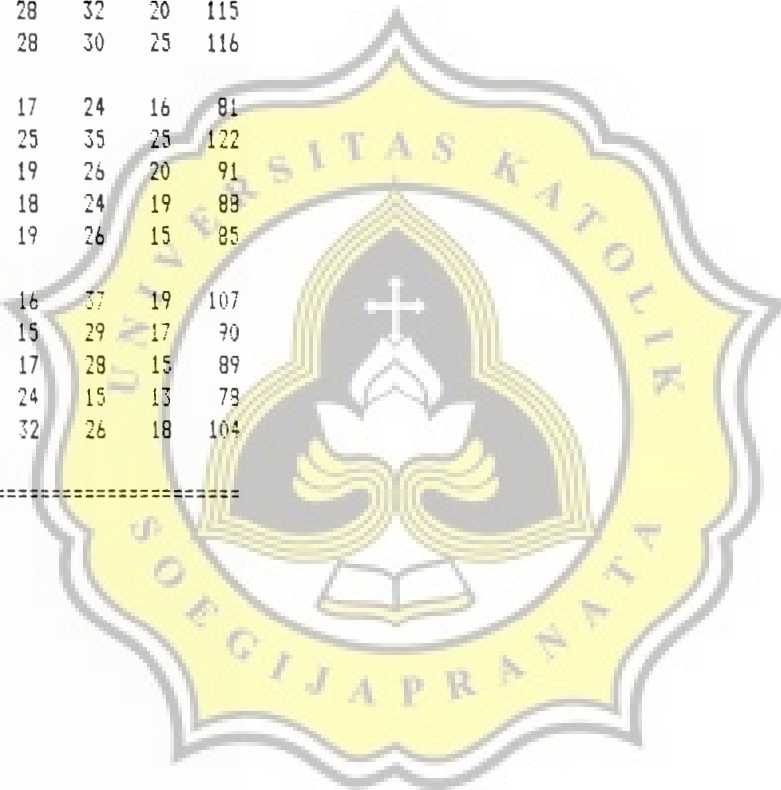 28 32 20 115
28 30 25 116
17 24 16 81
25 35 25 122
19 26 20 91
18 24 19 88
19 26 15 85
16 37 19 107
15 29 17 90
17 28 15 89
24 15 13 78
32 26 18 104
========================
UNIVERSITAS KATOLIK
SOEGIJAPRANATA